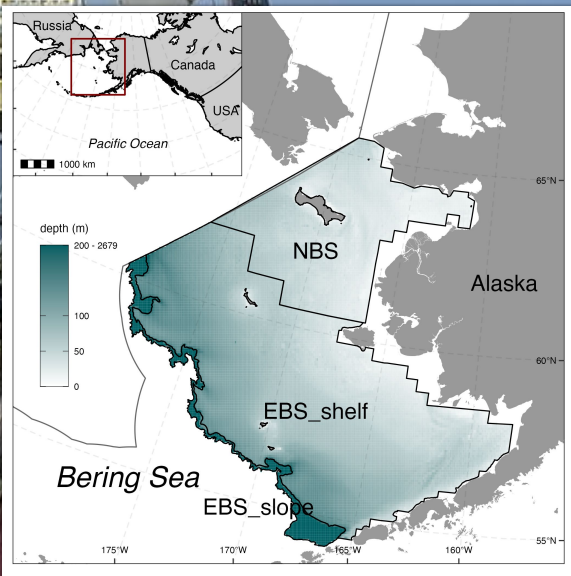 Russia
Canada
USA
Pacific Ocean
1000 km
65°N
depth (m)
200 - 2679
100
50
0
NBS
Alaska
60°N
EBS_shelf
Bering Sea
EBS_slope
55°N
175°W
170°W
165°W
160°W